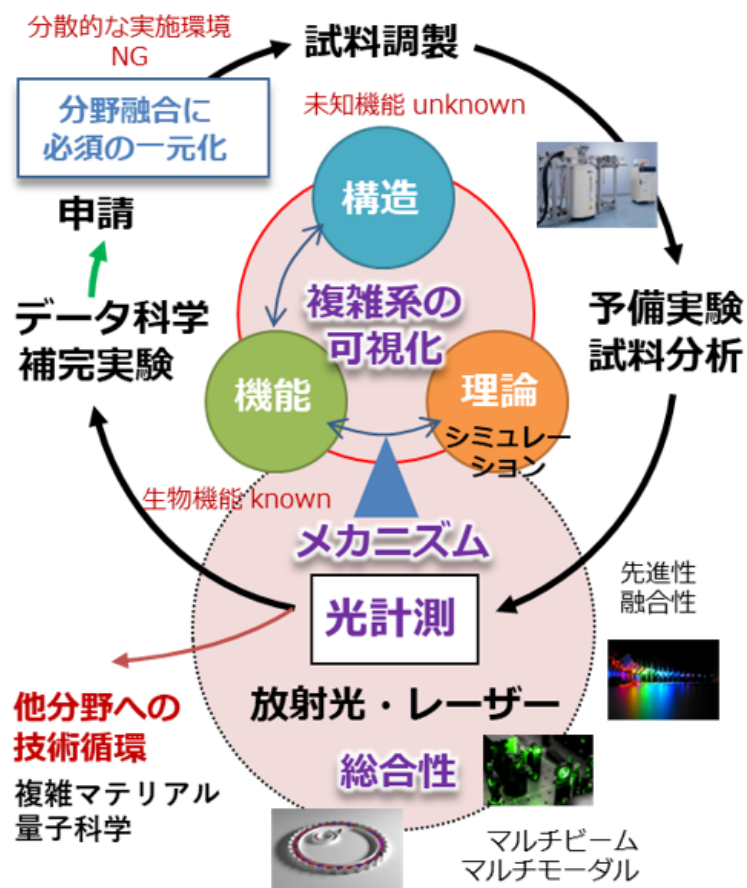 分散的な実施環境
NG
試料調製
分野融合に
必須の一元化
未知機能 unknown
構造
申請
複雑系の
可視化
データ科学
補完実験
予備実験
試料分析
機能
理論
シミュレー
ション
生物機能 known
メカニズム
先進性
融合性
光計測
放射光・レーザー
他分野への
技術循環
総合性
複雑マテリアル
量子科学
マルチビーム
マルチモーダル